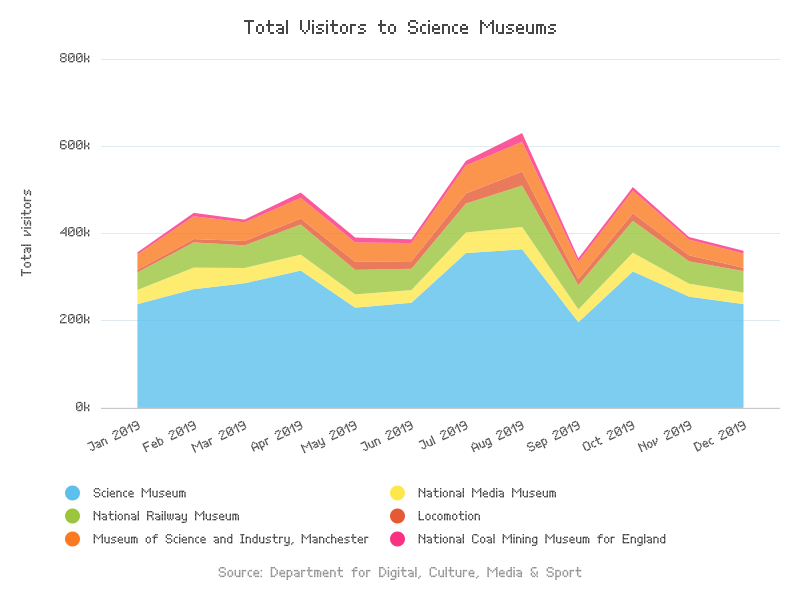 Total Visitors to Science Museums
800k
600k
400k
200k
0k
Total visitors
Jan 2019
Feb 2019
Mar 2019
Apr 2019
May 2019
Jun 2019
Jul 2019
Aug 2019
Sep 2019
Oct 2019
Nov 2019
Dec 2019
Science Museum
National Media Museum
National Railway Museum
Locomotion
Museum of Science and Industry, Manchester
National Coal Mining Museum for England
Source: Department for Digital, Culture, Media & Sport